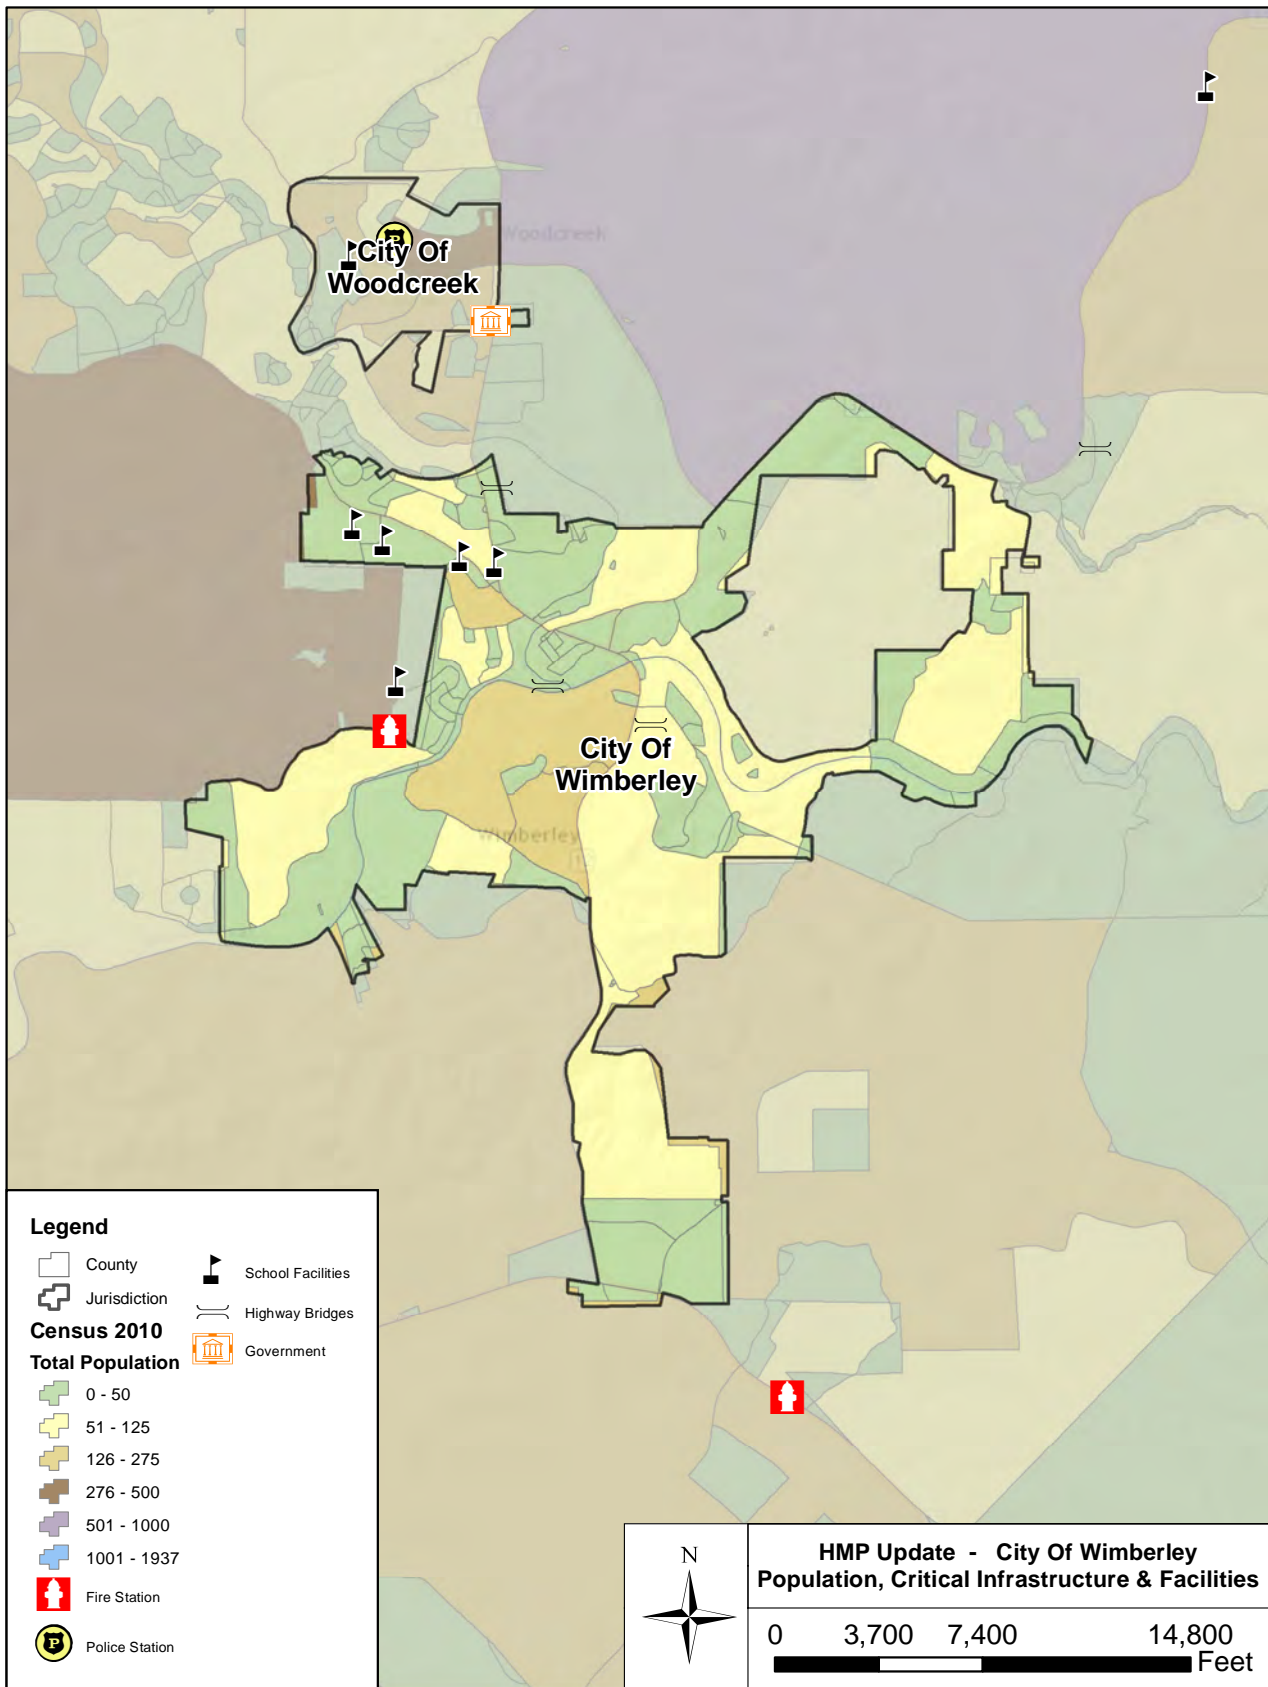 Woodcreek
City Of
Woodcreek
City Of
Wimberley
Wimberley
Legend
County
Jurisdiction
Census 2010
Total Population
0 - 50
51 - 125
126 - 275
276 - 500
501 - 1000
1001 - 1937
Fire Station
P
Police Station
School Facilities
Highway Bridges
Government
N
HMP Update - City Of Wimberley
Population, Critical Infrastructure & Facilities
0 3,700 7,400 14,800
Feet